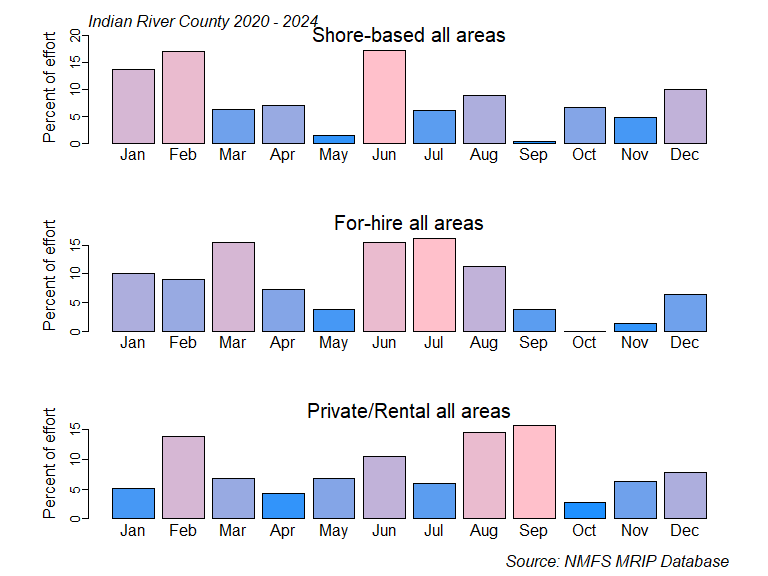 Indian River County 2020 - 2024
Shore-based all areas
Percent of effort
20
15
10
5
0
Jan Feb Mar Apr May Jun Jul Aug Sep Oct Nov Dec
For-hire all areas
Percent of effort
15
10
5
0
Jan Feb Mar Apr May Jun Jul Aug Sep Oct Nov Dec
Private/Rental all areas
Percent of effort
15
10
5
0
Jan Feb Mar Apr May Jun Jul Aug Sep Oct Nov Dec
Source: NMFS MRIP Database